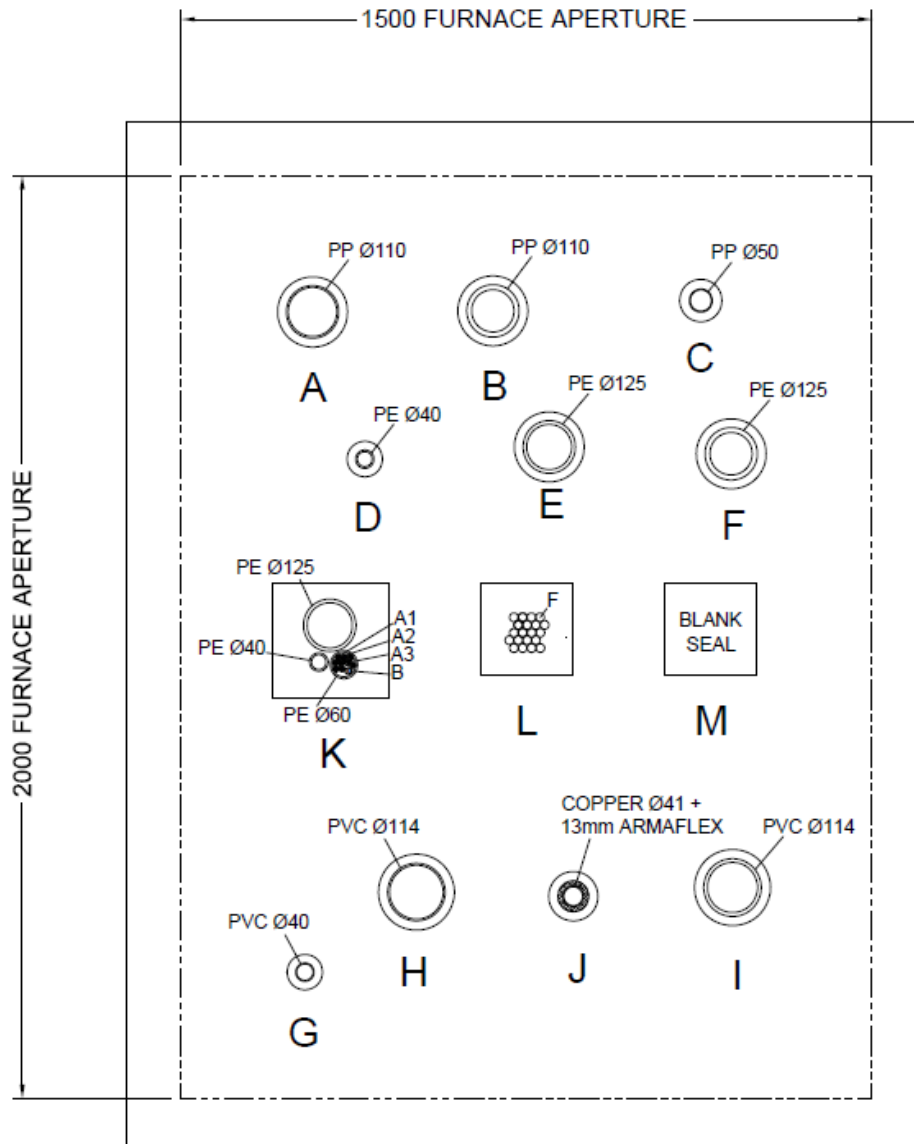 1500 FURNACE APERTURE
2000 FURNACE APERTURE
PP Ø110
PP Ø110
PP Ø50
A
B
C
PE Ø40
PE Ø125
PE Ø125
D
E
F
PE Ø125
PE Ø40
A1
A2
A3
B
PE Ø60
F
BLANK
SEAL
K
L
M
PVC Ø114
COPPER Ø41 +
13mm ARMAFLEX
PVC Ø114
PVC Ø40
H
J
I
G